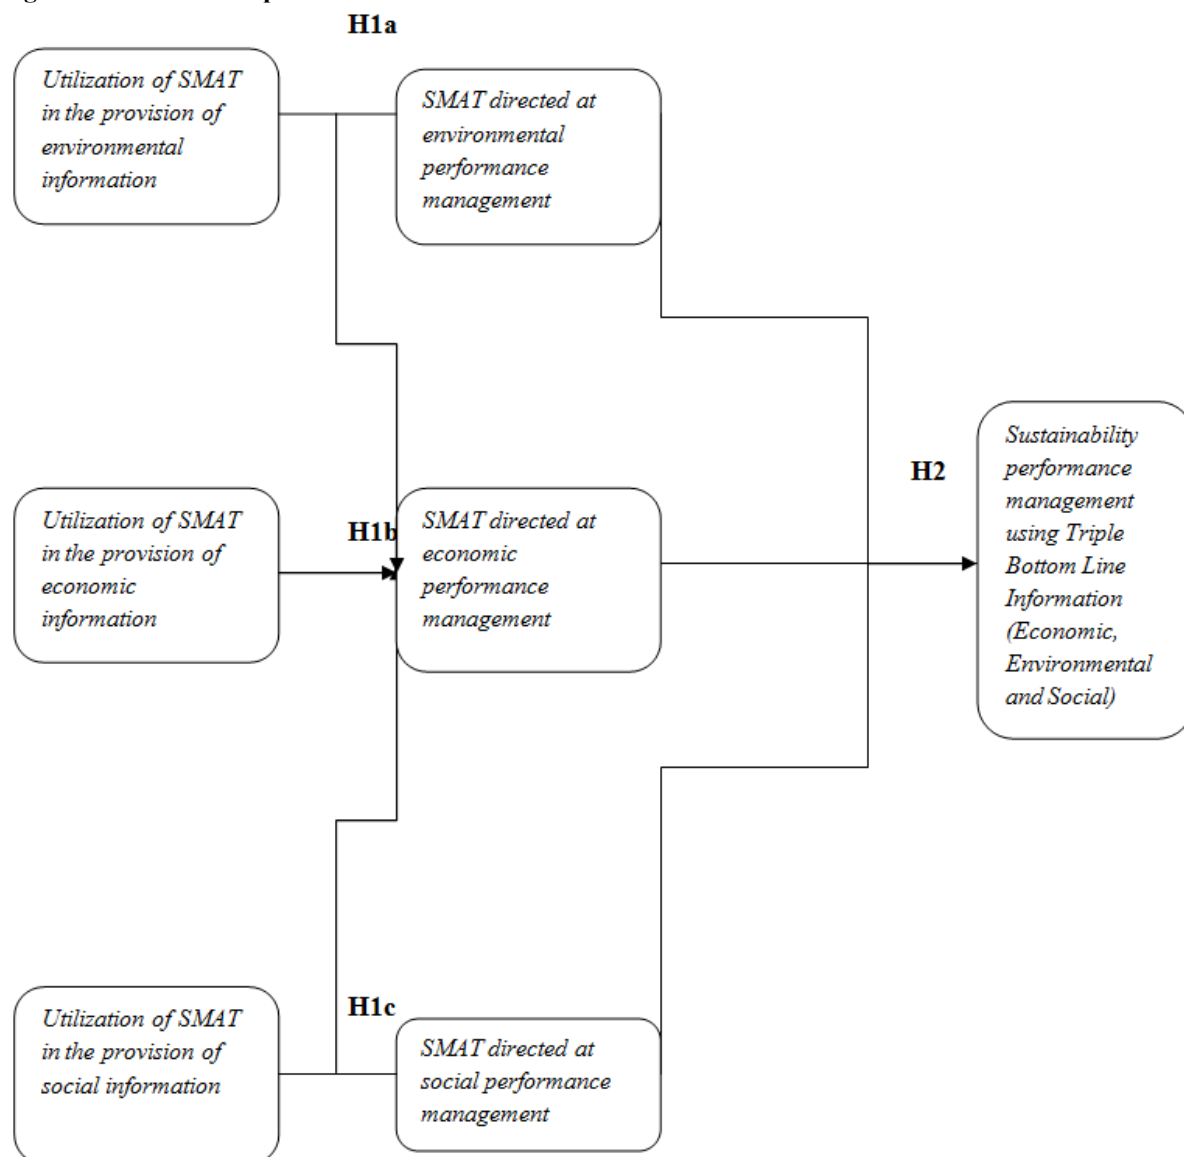 H1a
Utilization of SMAT
in the provision of
environmental
information
SMAT directed at
environmental
performance
management
Utilization of SMAT
in the provision of
economic
information
H1b
SMAT directed at
economic
performance
management
H2
Sustainability
performance
management
using Triple
Bottom Line
Information
(Economic,
Environmental
and Social)
Utilization of SMAT
in the provision of
social information
H1c
SMAT directed at
social performance
management